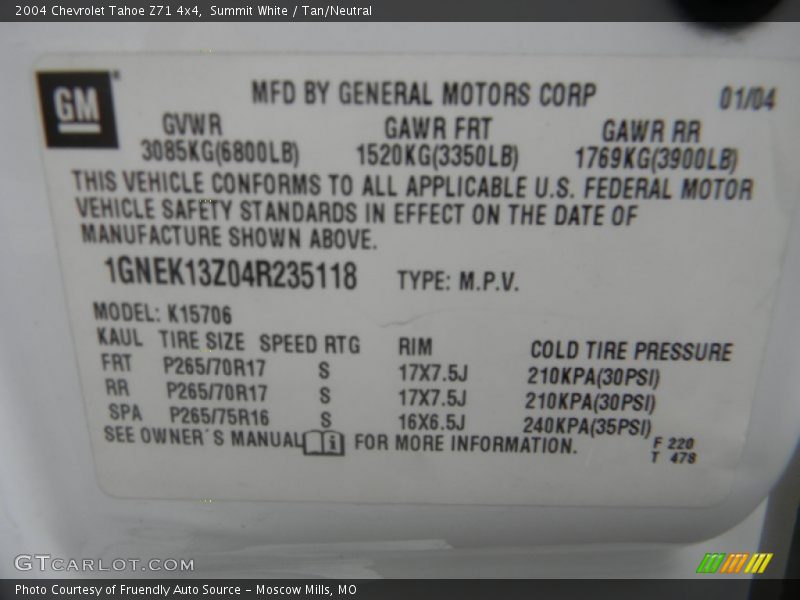 2004 Chevrolet Tahoe Z71 4x4, Summit White / Tan/Neutral
GM
MFD BY GENERAL MOTORS CORP 01/04
GVWR GAWR FRT GAWR RR
3085KG(6800LB) 1520KG(3350LB) 1769KG(3900LB)
THIS VEHICLE CONFORMS TO ALL APPLICABLE U.S. FEDERAL MOTOR
VEHICLE SAFETY STANDARDS IN EFFECT ON THE DATE OF
MANUFACTURE SHOWN ABOVE.
1GNEK13Z04R235118 TYPE: M.P.V.
MODEL: K15706
KAUL TIRE SIZE SPEED RTG RIM COLD TIRE PRESSURE
FRT P265/70R17 S 17X7.5J 210KPA(30PSI)
RR P265/70R17 S 17X7.5J 210KPA(30PSI)
SPA P265/75R16 S 16X6.5J 240KPA(35PSI)
SEE OWNER´S MANUAL i FOR MORE INFORMATION.
F 220
T 478
GTCARLOT.COM
Photo Courtesy of Fruendly Auto Source – Moscow Mills, MO